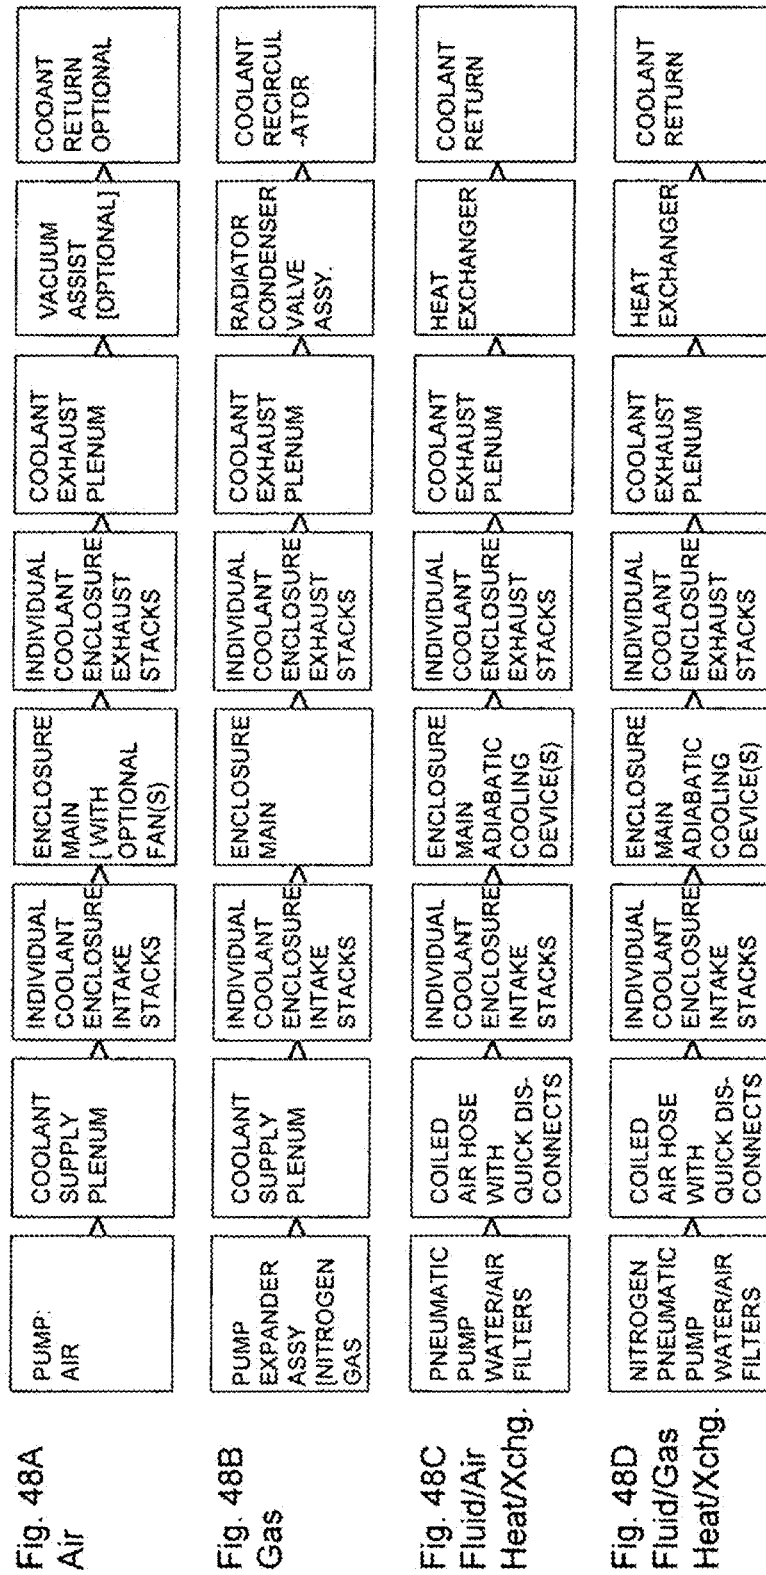 Fig. 48A
Air
PUMP:
AIR
COOLANT
SUPPLY
PLENUM
INDIVIDUAL
COOLANT
ENCLOSURE
INTAKE
STACKS
ENCLOSURE
MAIN
[ WITH
OPTIONAL
FAN(S)
INDIVIDUAL
COOLANT
ENCLOSURE
EXHAUST
STACKS
COOLANT
EXHAUST
PLENUM
VACUUM
ASSIST
[OPTIONAL]
COOANT
RETURN
OPTIONAL
Fig. 48B
Gas
PUMP
EXPANDER
ASSY
[NITROGEN
GAS
COOLANT
SUPPLY
PLENUM
INDIVIDUAL
COOLANT
ENCLOSURE
INTAKE
STACKS
ENCLOSURE
MAIN
INDIVIDUAL
COOLANT
ENCLOSURE
EXHAUST
STACKS
COOLANT
EXHAUST
PLENUM
RADIATOR
CONDENSER
VALVE
ASSY.
COOLANT
RECIRCUL
-ATOR
Fig. 48C
Fluid/Air
Heat/Xchg.
PNEUMATIC
PUMP
WATER/AIR
FILTERS
COILED
AIR HOSE
WITH
QUICK DIS-
CONNECTS
INDIVIDUAL
COOLANT
ENCLOSURE
INTAKE
STACKS
ENCLOSURE
MAIN
ADIABATIC
COOLING
DEVICE(S)
INDIVIDUAL
COOLANT
ENCLOSURE
EXHAUST
STACKS
COOLANT
EXHAUST
PLENUM
HEAT
EXCHANGER
COOLANT
RETURN
Fig. 48D
Fluid/Gas
Heat/Xchg.
NITROGEN
PNEUMATIC
PUMP
WATER/AIR
FILTERS
COILED
AIR HOSE
WITH
QUICK DIS-
CONNECTS
INDIVIDUAL
COOLANT
ENCLOSURE
INTAKE
STACKS
ENCLOSURE
MAIN
ADIABATIC
COOLING
DEVICE(S)
INDIVIDUAL
COOLANT
ENCLOSURE
EXHAUST
STACKS
COOLANT
EXHAUST
PLENUM
HEAT
EXCHANGER
COOLANT
RETURN